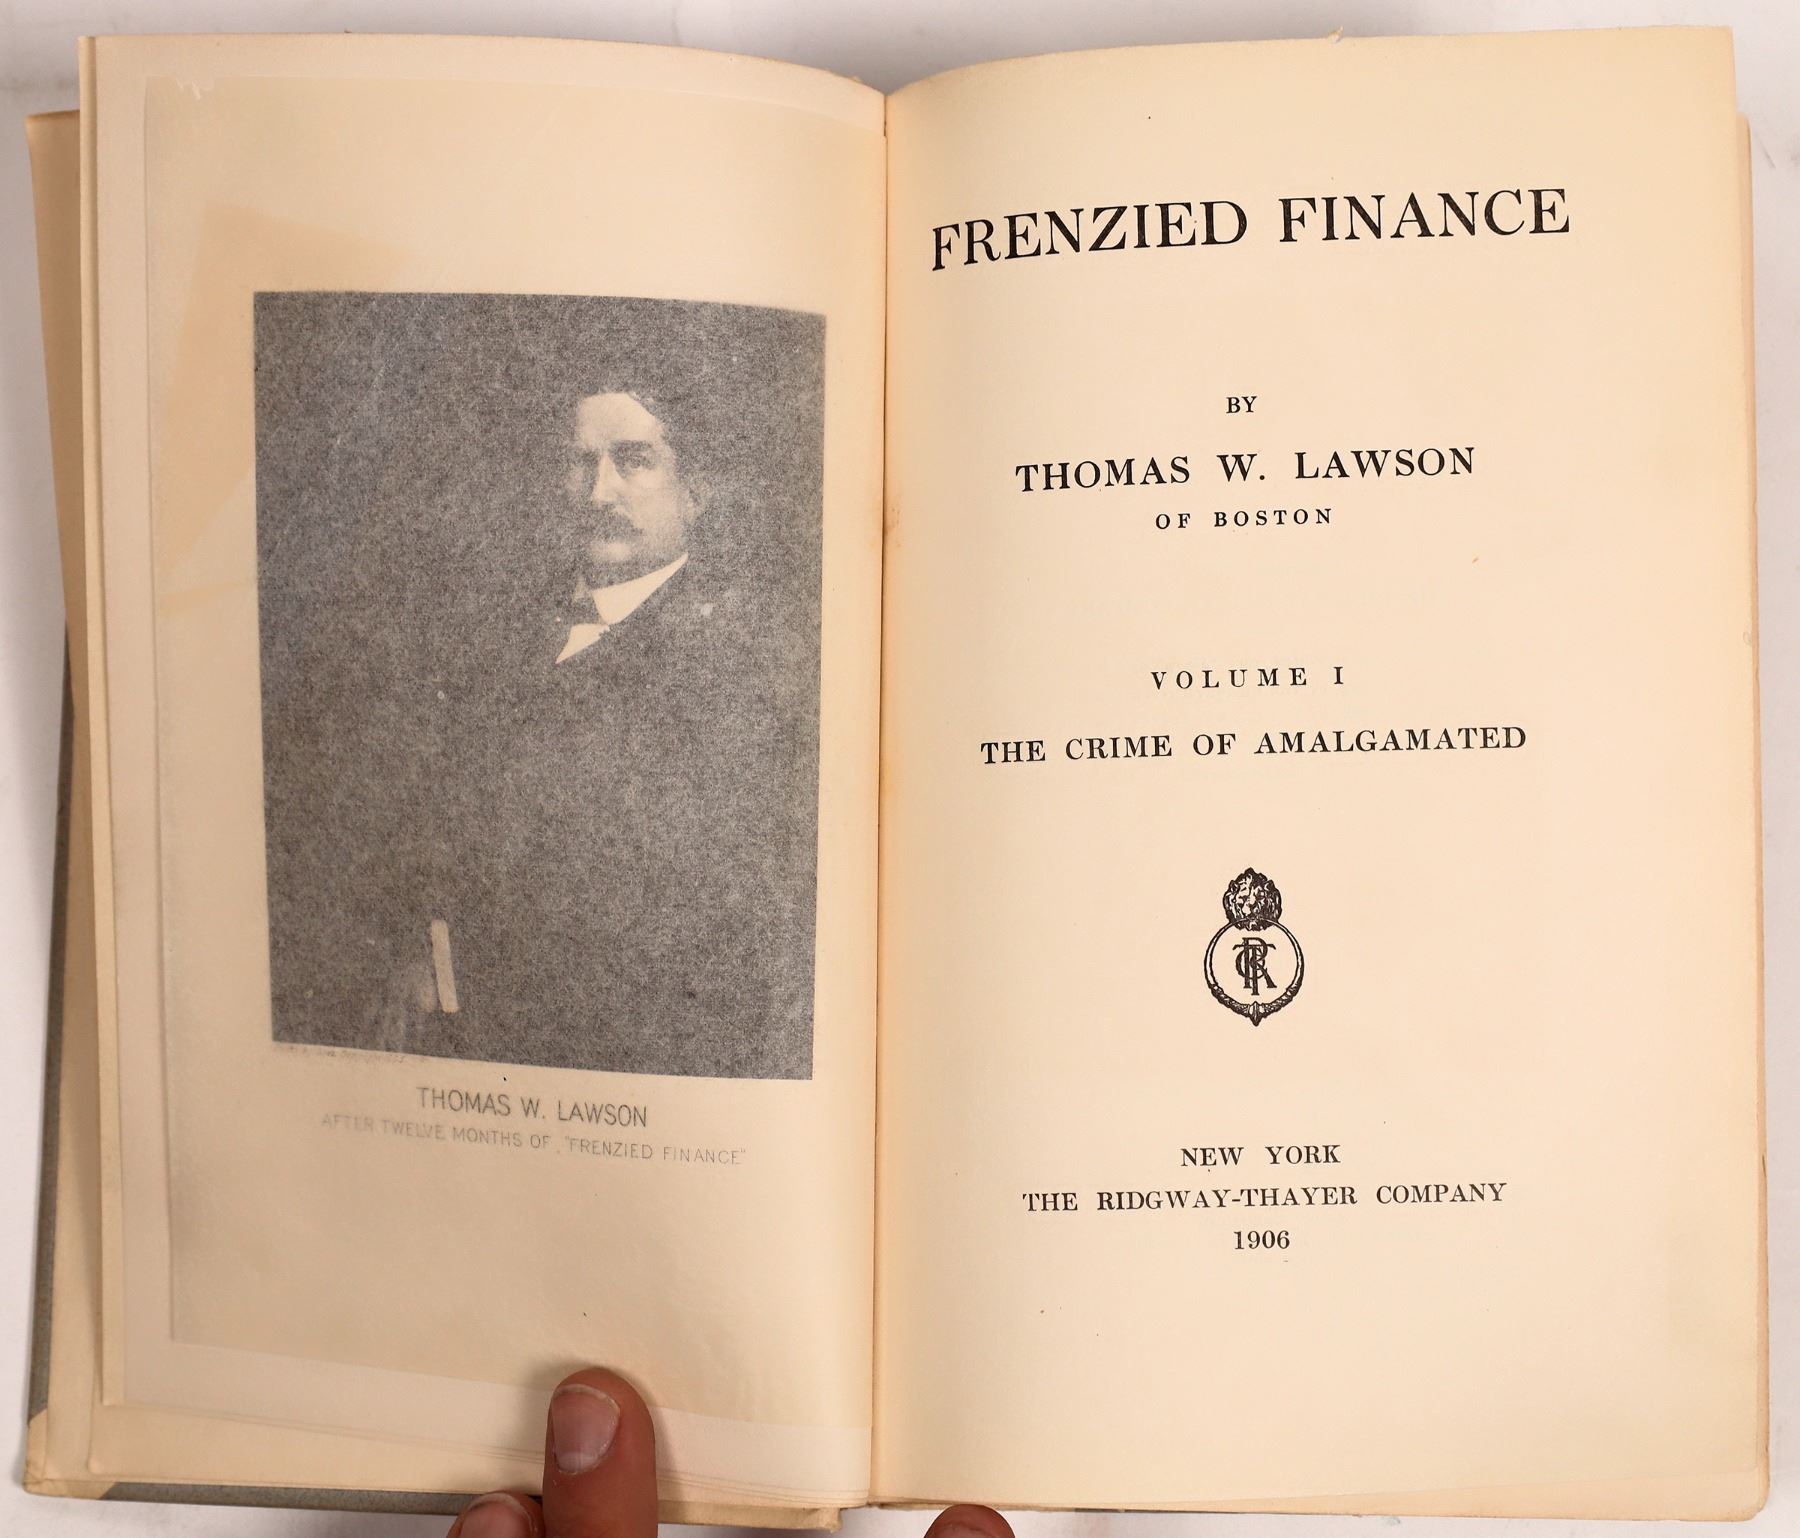 THOMAS W. LAWSON
AFTER TWELVE MONTHS OF "FRENZIED FINANCE"
FRENZIED FINANCE
BY
THOMAS W. LAWSON
OF BOSTON
VOLUME I
THE CRIME OF AMALGAMATED
NEW YORK
THE RIDGWAY-THAYER COMPANY
1906